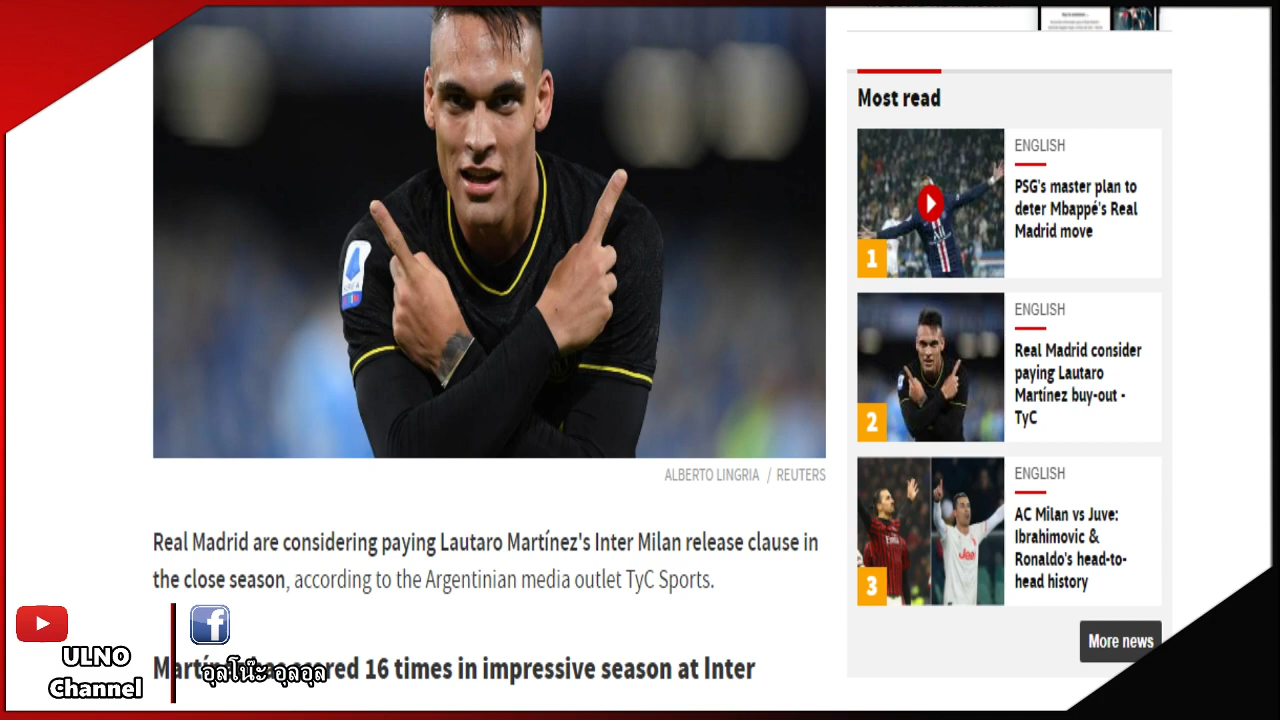 ALBERTO LINGRIA / REUTERS
Real Madrid are considering paying Lautaro Martínez's Inter Milan release clause in
the close season, according to the Argentinian media outlet TyC Sports.
16 times in impressive season at Inter
Most read
ENGLISH
PSG's master plan to
deter Mbappé's Real
Madrid move
1
ENGLISH
Real Madrid consider
paying Lautaro
Martínez buy-out -
TyC
2
ENGLISH
AC Milan vs Juve:
Ibrahimovic &
Ronaldo's head-to-
head history
3
More news
ULNO
Channel
อุลโน๊ะ อุลอุล